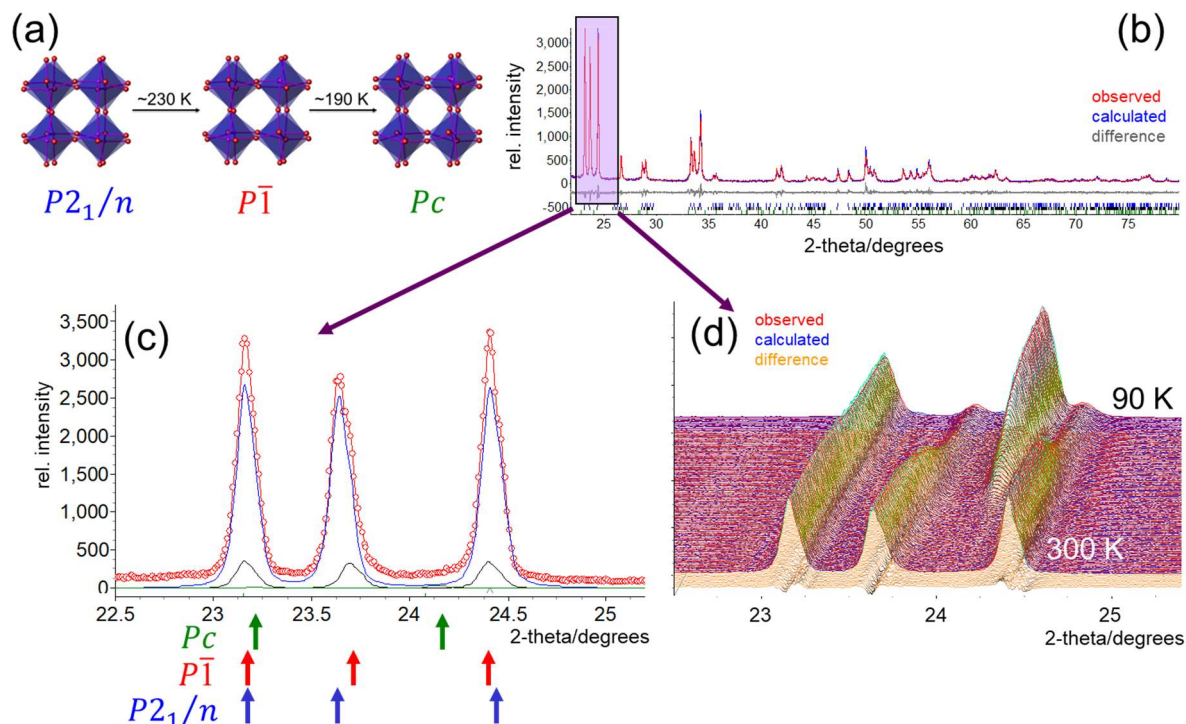 (a)
~230 K
~190 K
P2₁/n
P1̅
Pc
(b)
rel. intensity
3,000
2,500
2,000
1,500
1,000
500
0
-500
observed
calculated
difference
25 30 35 40 45 50 55 60 65 70 75
2-theta/degrees
(c)
rel. intensity
3,500
3,000
2,500
2,000
1,500
1,000
500
0
22.5 23 23.5 24 24.5 25
2-theta/degrees
Pc
P1̅
P2₁/n
(d)
observed
calculated
difference
90 K
300 K
23 24 25
2-theta/degrees